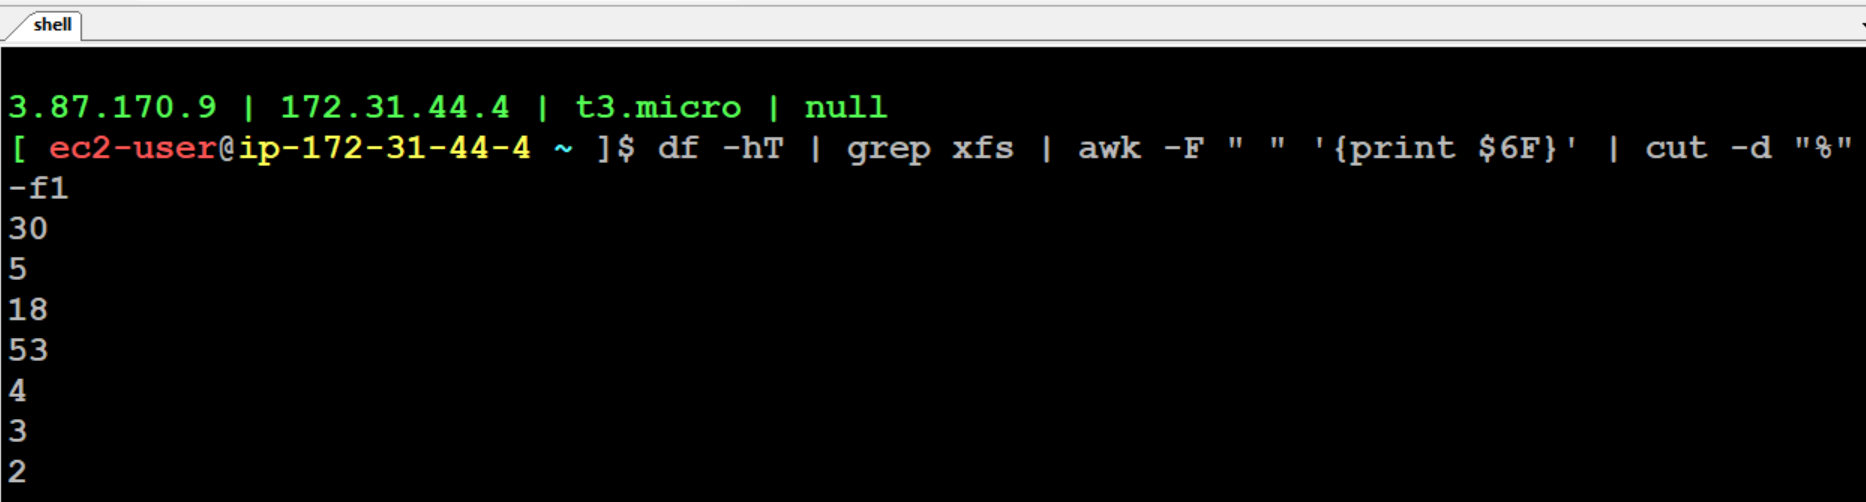 shell
3.87.170.9 | 172.31.44.4 | t3.micro | null
[ ec2-user@ip-172-31-44-4 ~ ]$ df -hT | grep xfs | awk -F " " '{print $6F}' | cut -d "%"
-f1
30
5
18
53
4
3
2